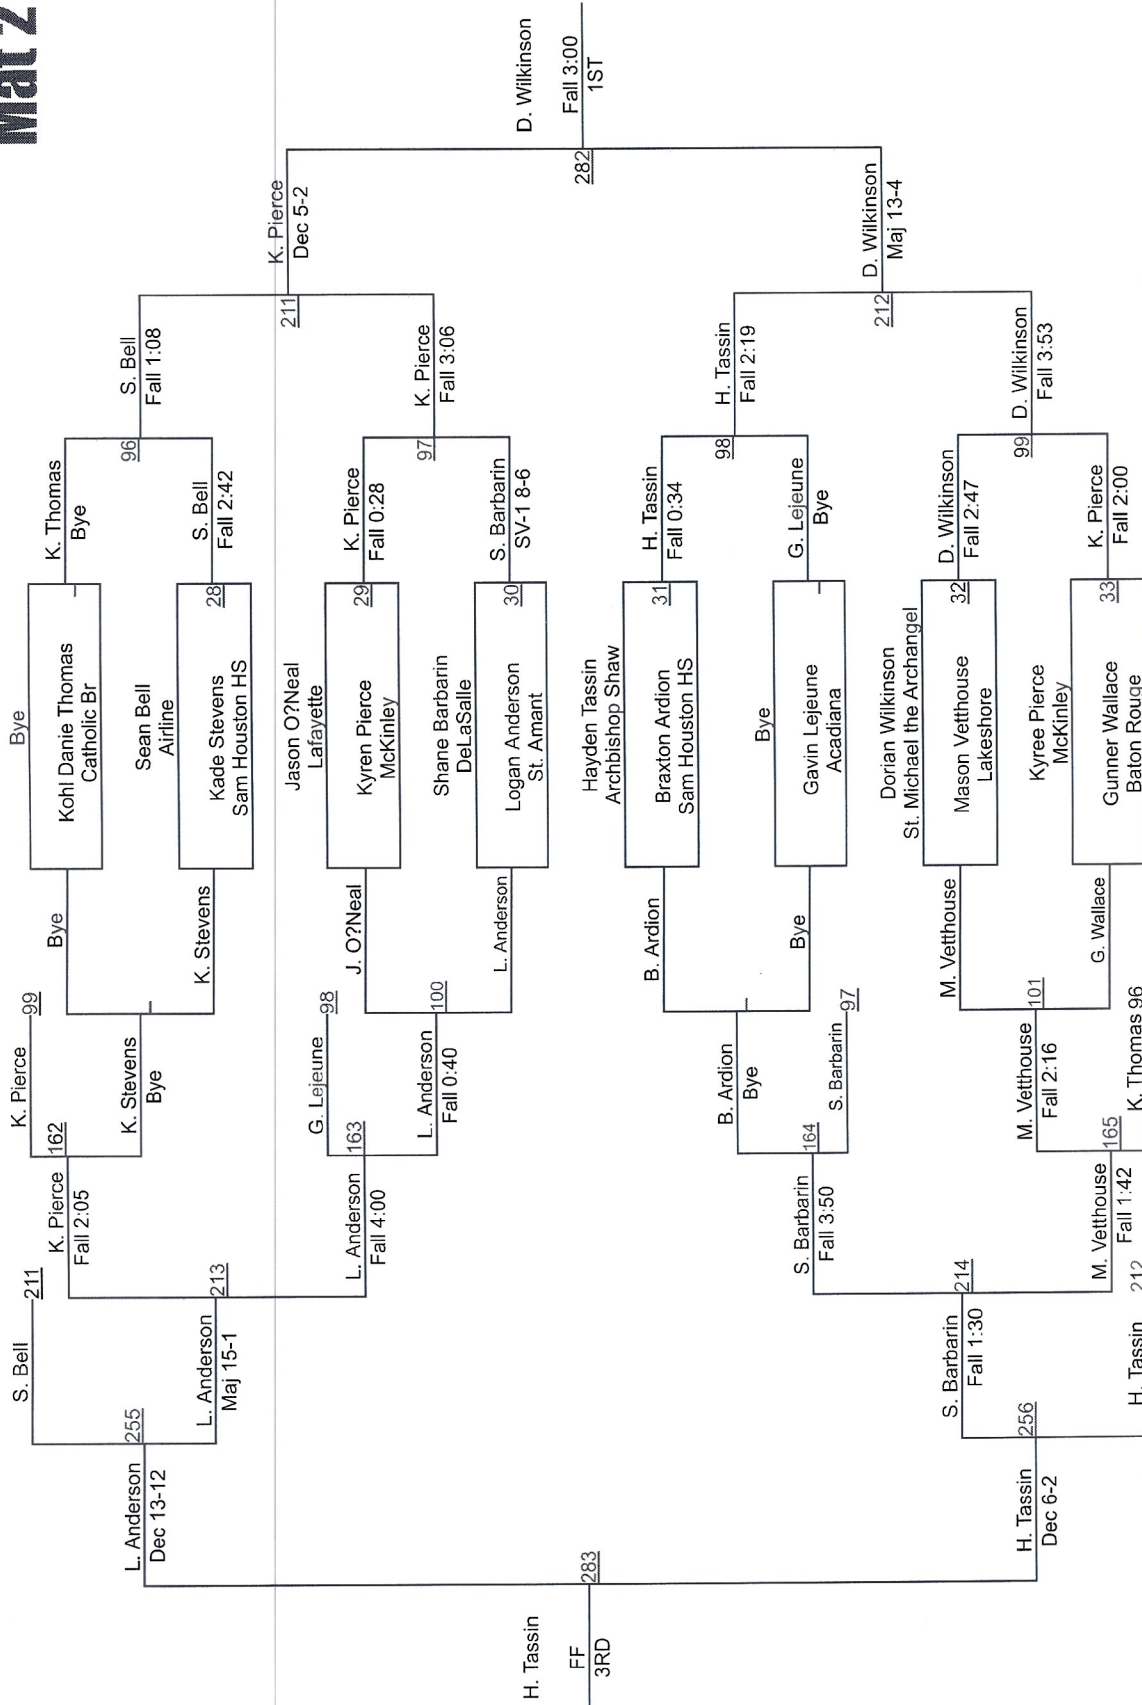 Mat 2
Bye
Kohl Danie Thomas
Catholic Br
Sean Bell
Airline
Kade Stevens
Sam Houston HS
28
Jason O?Neal
Lafayette
Kyren Pierce
McKinley
29
Shane Barbarin
DeLaSalle
Logan Anderson
St. Amant
30
Hayden Tassin
Archbishop Shaw
Braxton Ardion
Sam Houston HS
31
Bye
Gavin Lejeune
Acadiana
Dorian Wilkinson
St. Michael the Archangel
Mason Vetthouse
Lakeshore
32
Kyree Pierce
McKinley
Gunner Wallace
Baton Rouge
33
K. Thomas
Bye
96
S. Bell
Fall 2:42
K. Pierce
Fall 0:28
97
S. Barbarin
SV-1 8-6
H. Tassin
Fall 0:34
98
G. Lejeune
Bye
D. Wilkinson
Fall 2:47
99
K. Pierce
Fall 2:00
S. Bell
Fall 1:08
211
K. Pierce
Fall 3:06
H. Tassin
Fall 2:19
212
D. Wilkinson
Fall 3:53
K. Pierce
Dec 5-2
282
D. Wilkinson
Maj 13-4
D. Wilkinson
Fall 3:00
1ST
Bye
K. Stevens
J. O?Neal
L. Anderson
B. Ardion
Bye
M. Vetthouse
G. Wallace
K. Pierce 99
K. Stevens
Bye
G. Lejeune 98
100
L. Anderson
Fall 0:40
B. Ardion
Bye
S. Barbarin 97
101
M. Vetthouse
Fall 2:16
K. Thomas 96
162
K. Pierce
Fall 2:05
163
L. Anderson
Fall 4:00
164
S. Barbarin
Fall 3:50
165
M. Vetthouse
Fall 1:42
S. Bell 211
213
L. Anderson
Maj 15-1
214
S. Barbarin
Fall 1:30
H. Tassin 212
255
L. Anderson
Dec 13-12
256
H. Tassin
Dec 6-2
283
H. Tassin
FF
3RD